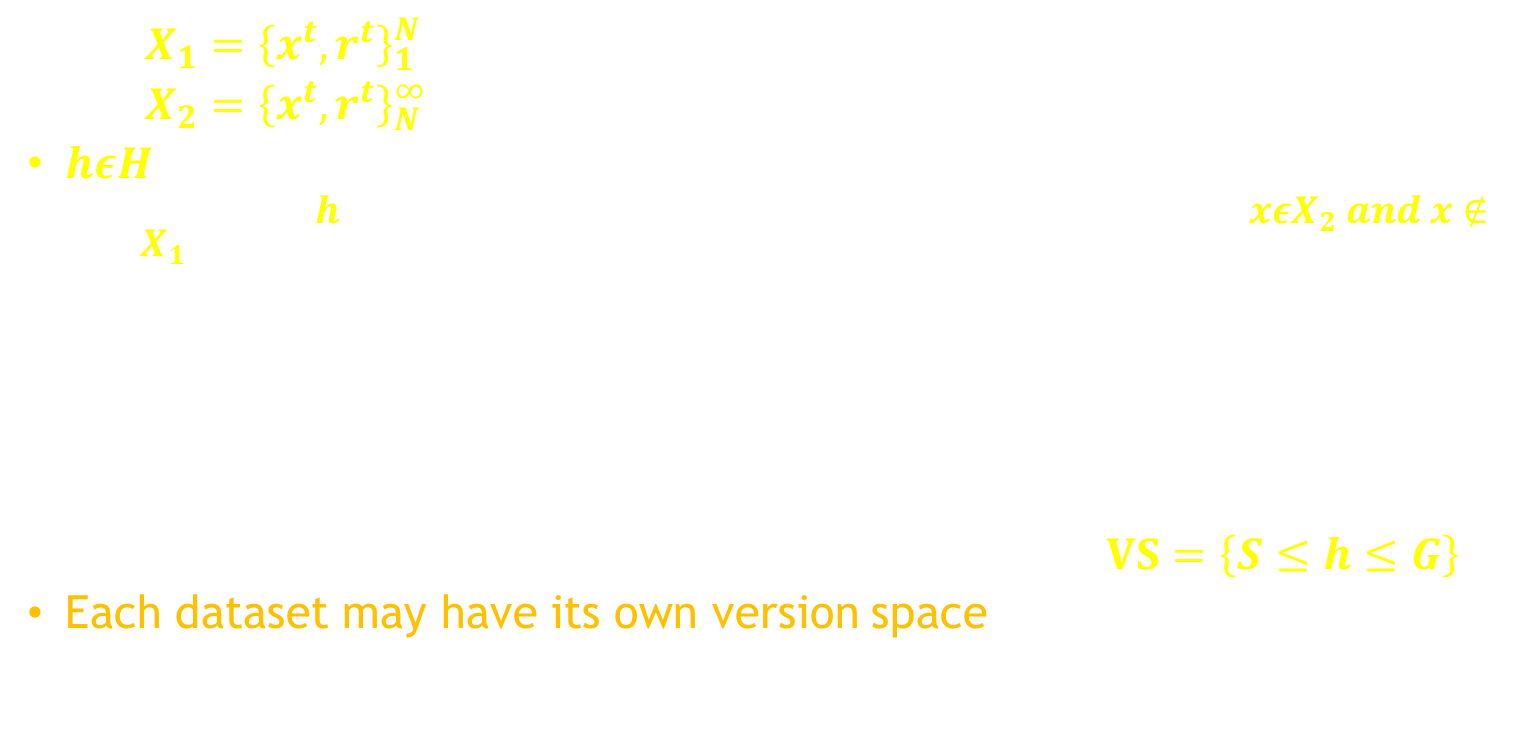 X₁ = {xᵗ, rᵗ}₁ᴺ
X₂ = {xᵗ, rᵗ}_N^∞
• hϵH
h xϵX₂ and x ∉
X₁
VS = {S ≤ h ≤ G}
• Each dataset may have its own version space